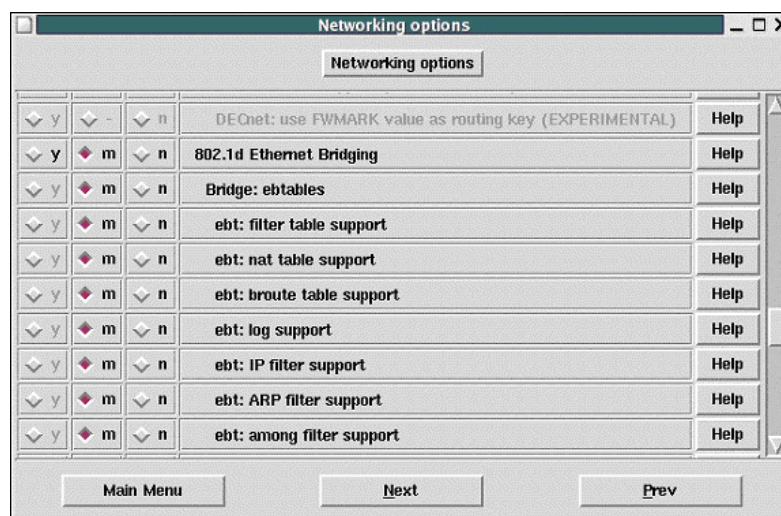 Networking options
Networking options
y - n DECnet: use FWMARK value as routing key (EXPERIMENTAL) Help
y m n 802.1d Ethernet Bridging Help
y m n Bridge: ebtables Help
y m n ebt: filter table support Help
y m n ebt: nat table support Help
y m n ebt: broute table support Help
y m n ebt: log support Help
y m n ebt: IP filter support Help
y m n ebt: ARP filter support Help
y m n ebt: among filter support Help
Main Menu Next Prev